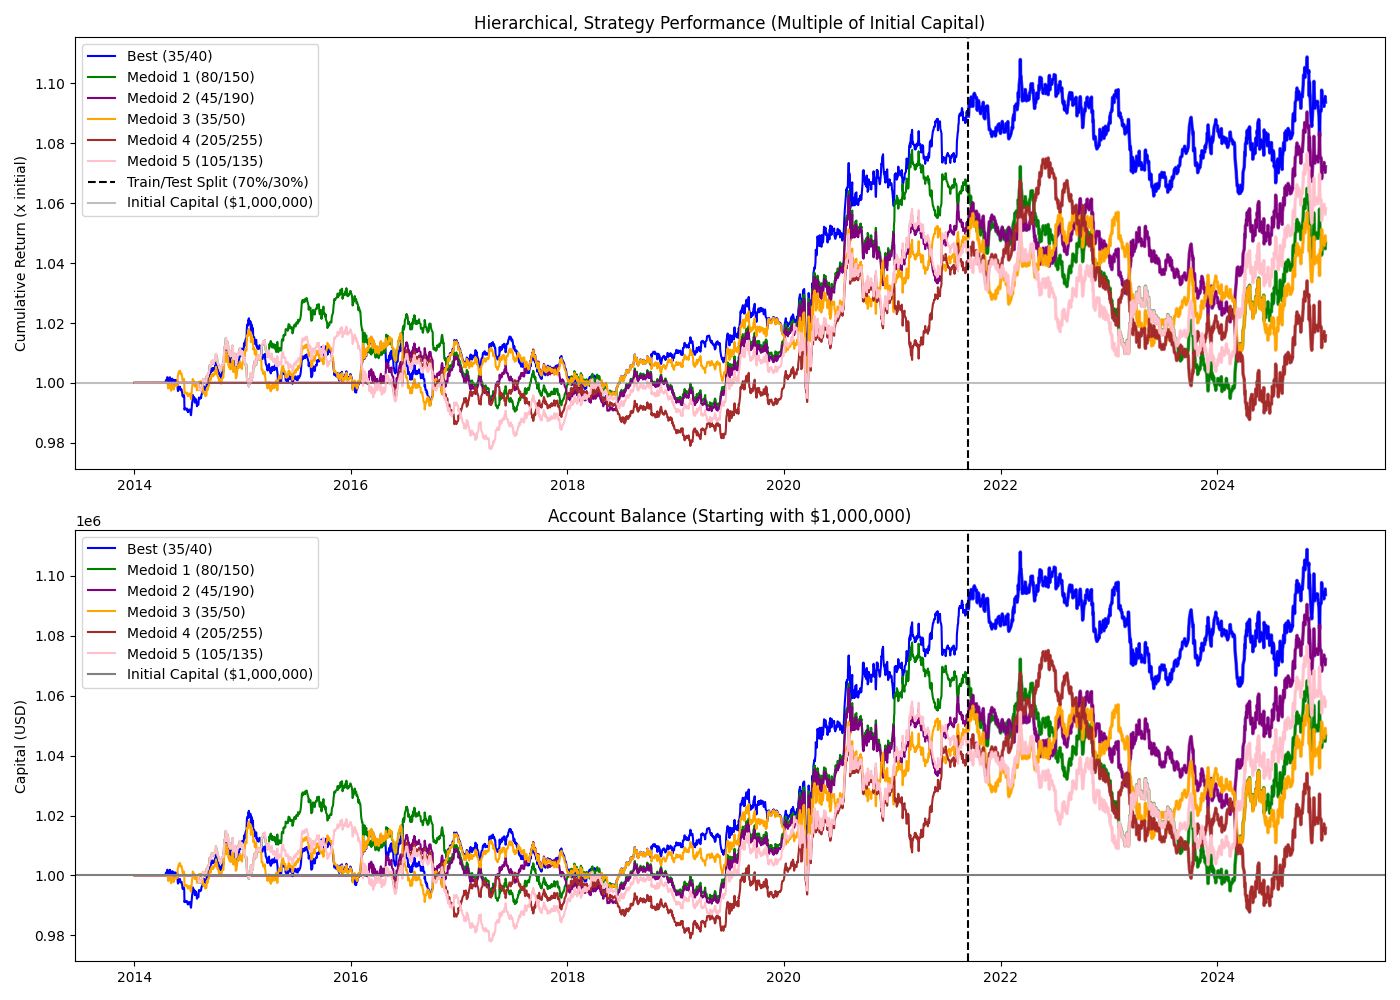 Hierarchical, Strategy Performance (Multiple of Initial Capital)
Cumulative Return (x initial)
1.10
1.08
1.06
1.04
1.02
1.00
0.98
Best (35/40)
Medoid 1 (80/150)
Medoid 2 (45/190)
Medoid 3 (35/50)
Medoid 4 (205/255)
Medoid 5 (105/135)
Train/Test Split (70%/30%)
Initial Capital ($1,000,000)
2014 2016 2018 2020 2022 2024
1e6
Account Balance (Starting with $1,000,000)
Capital (USD)
1.10
1.08
1.06
1.04
1.02
1.00
0.98
Best (35/40)
Medoid 1 (80/150)
Medoid 2 (45/190)
Medoid 3 (35/50)
Medoid 4 (205/255)
Medoid 5 (105/135)
Initial Capital ($1,000,000)
2014 2016 2018 2020 2022 2024